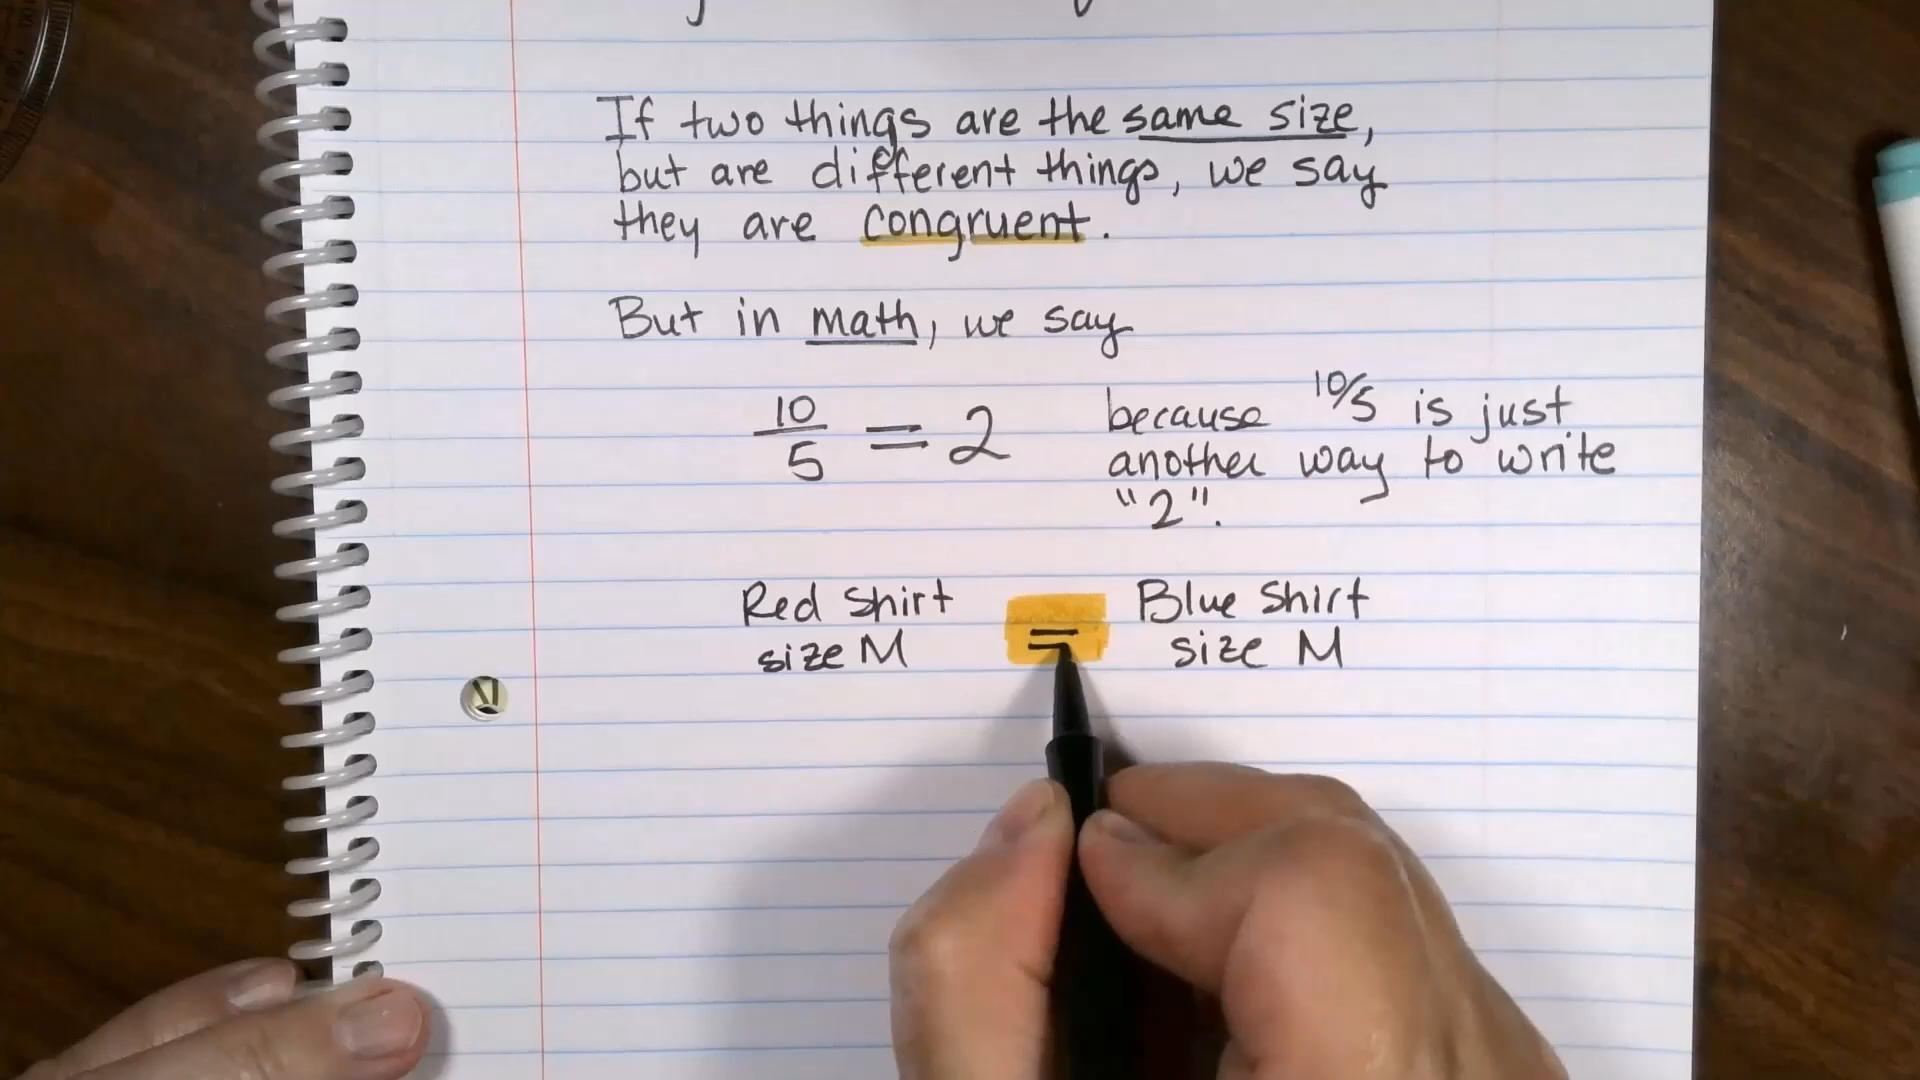 If two things are the same size,
but are different things, we say
they are congruent.
But in math, we say
10/5 = 2
because 10/5 is just
another way to write
"2".
Red Shirt = Blue Shirt
size M size M